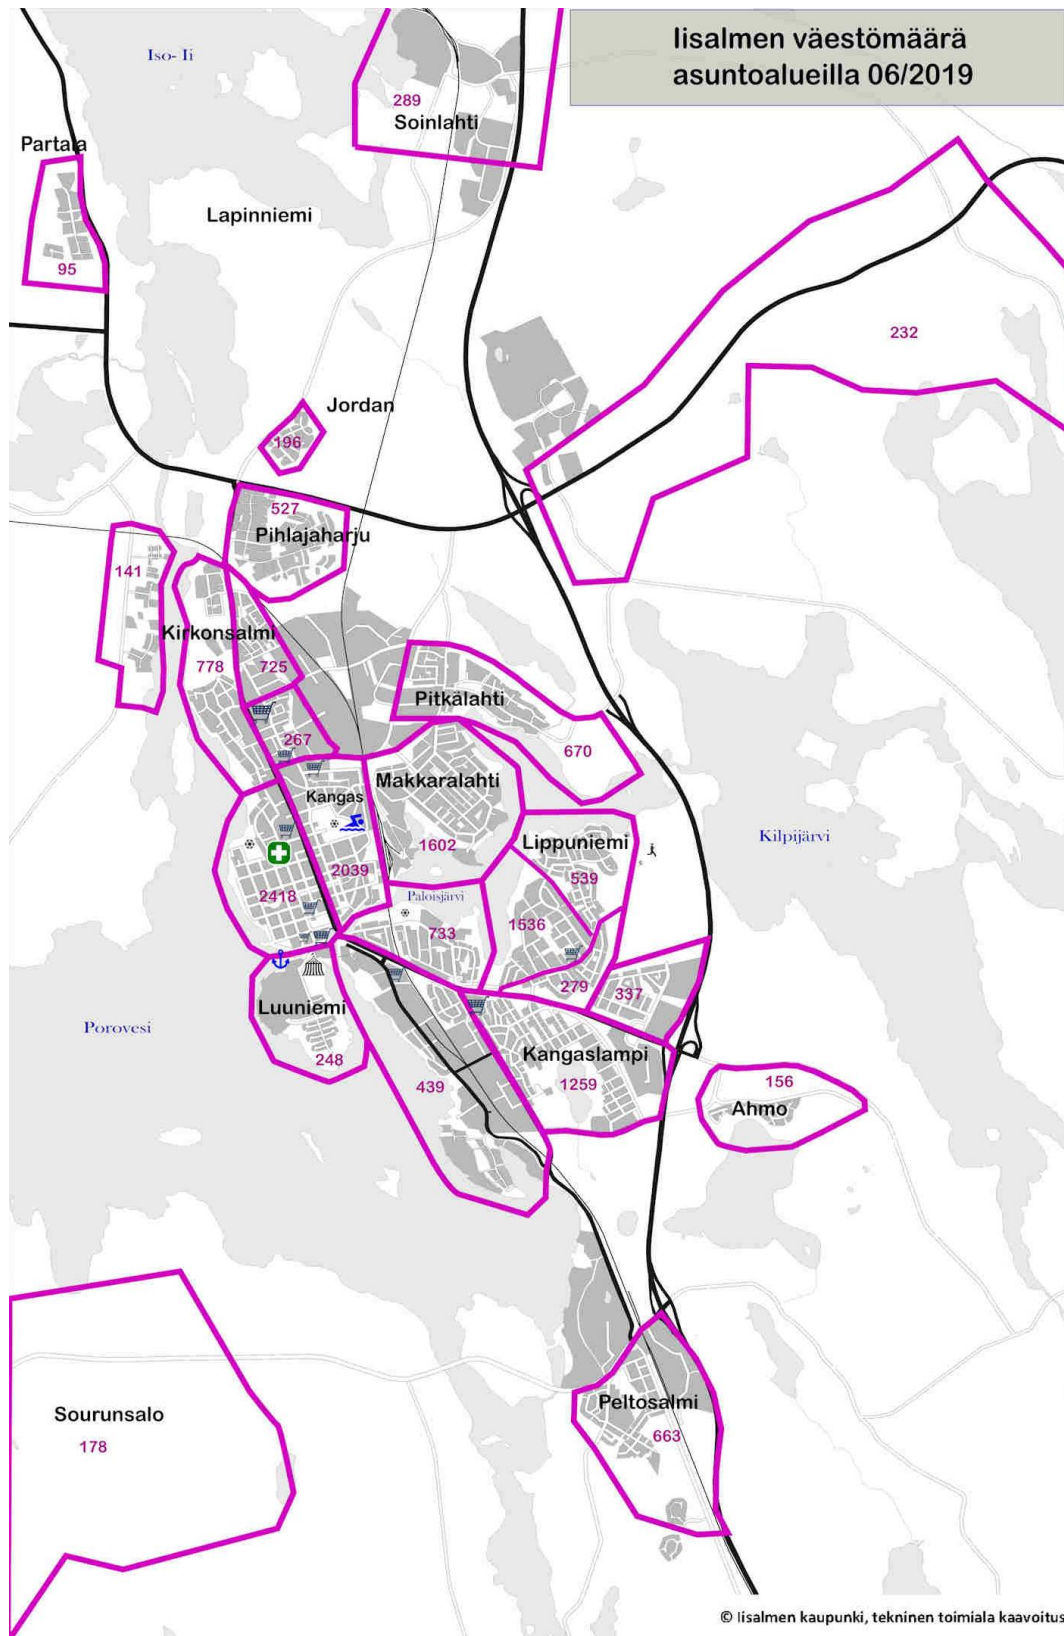 Iisalmen väestömäärä
asuntoalueilla 06/2019
Iso- Ii
289
Soinlahti
Partala
Lapinniemi
95
232
Jordan
196
527
Pihlajaharju
141
Kirkonsalmi
778
725
Pitkälahti
267
670
Makkaralahti
Kangas
1602
Lippuniemi
Kilpijärvi
2039
539
2418
Paloisjärvi
1536
733
279
337
Luuniemi
Porovesi
248
Kangaslampi
439
1259
156
Ahmo
Peltosalmi
663
Sourunsalo
178
© Iisalmen kaupunki, tekninen toimiala kaavoitus